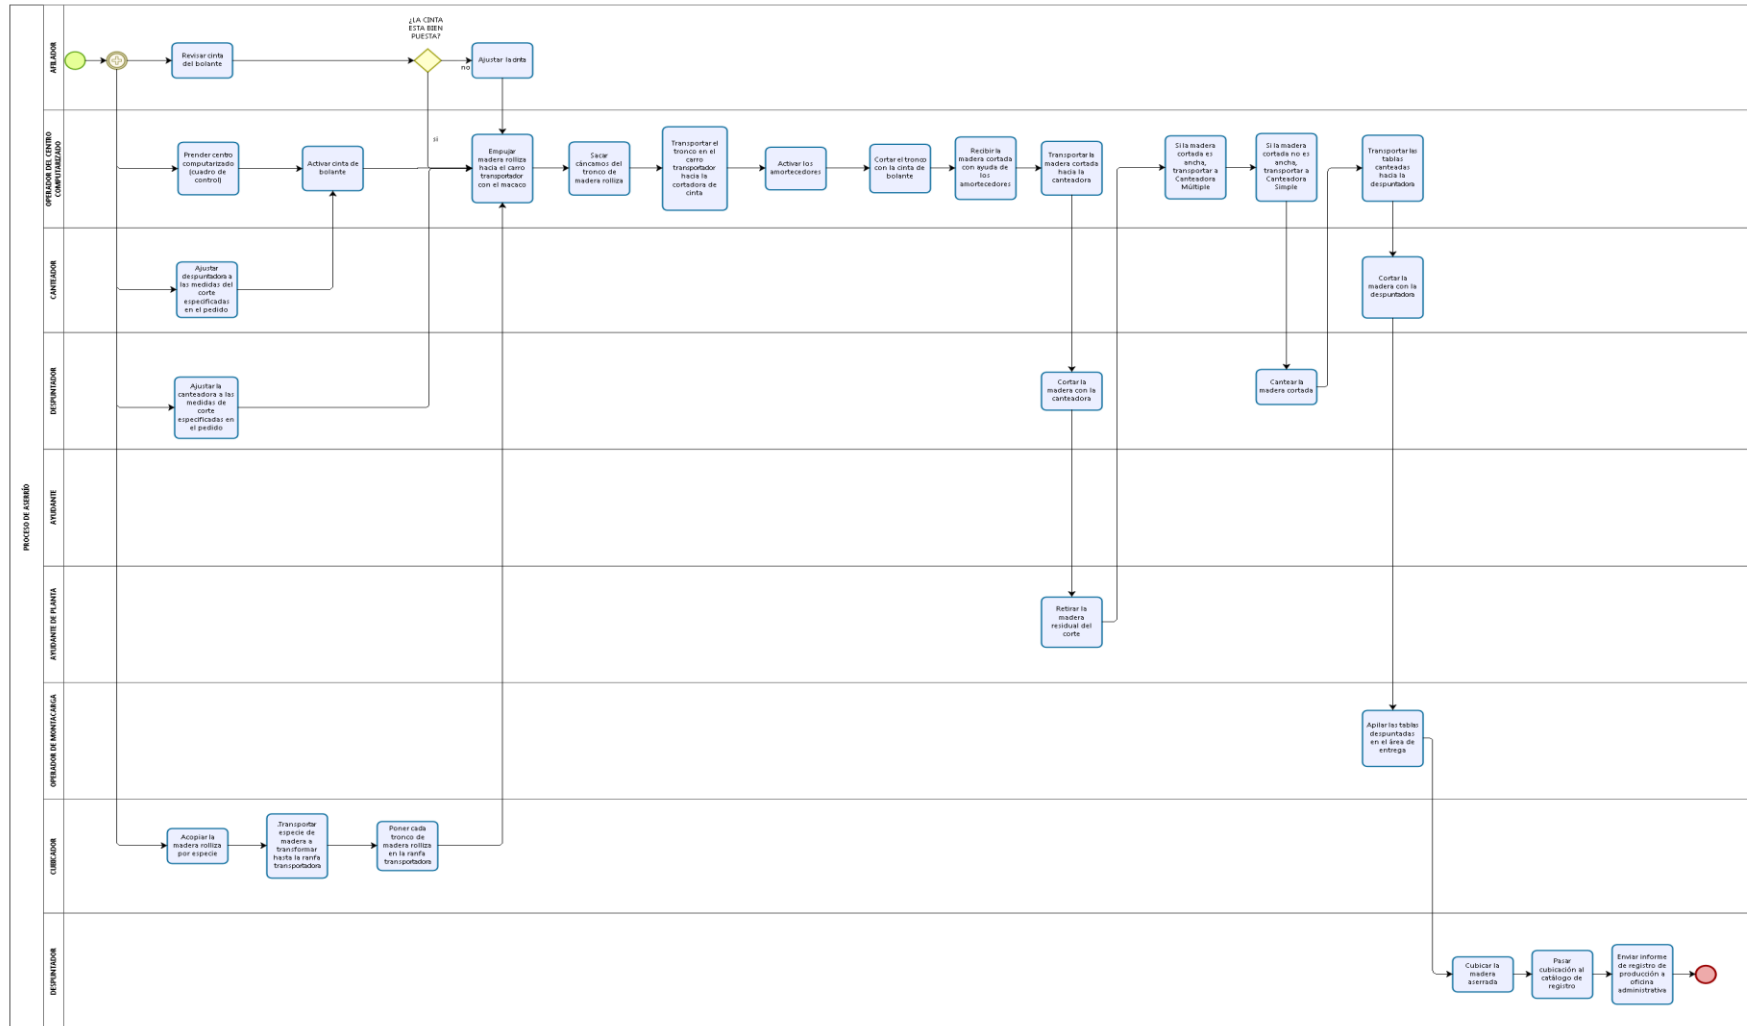 PROCESO DE ASERRÍO
AFILADOR
Revisar cinta
del bolante
¿LA CINTA
ESTA BIEN
PUESTA?
no
si
Ajustar la cinta
OPERADOR DEL CENTRO
COMPUTARIZADO
Prender centro
computarizado
(cuadro de
control)
Activar cinta de
bolante
Empujar
madera rolliza
hacia el carro
transportador
con el macaco
Sacar
cáncamos del
tronco de
madera rolliza
Transportar el
tronco en el
carro
transportador
hacia la
cortadora de
cinta
Activar los
amortecedores
Cortar el tronco
con la cinta de
bolante
Recibir la
madera cortada
con ayuda de
los
amortecedores
Transportar la
madera cortada
hacia la
canteadora
Si la madera
cortada es
ancha,
transportar a
Canteadora
Múltiple
Si la madera
cortada no es
ancha,
transportar a
Canteadora
Simple
Transportar las
tablas
canteadas
hacia la
despuntadora
CANTEADOR
Ajustar
despuntadora a
las medidas del
corte
especificadas
en el pedido
Cortar la
madera con la
despuntadora
DESPUNTADOR
Ajustar la
canteadora a las
medidas de
corte
especificadas en
el pedido
Cortar la
madera con la
canteadora
Cantear la
madera cortada
AYUDANTE
AYUDANTE DE PLANTA
Retirar la
madera
residual del
corte
OPERADOR DE MONTACARGA
Apilar las tablas
despuntadas
en el área de
entrega
CUBICADOR
Acopiar la
madera rolliza
por especie
.Transportar
especie de
madera a
transformar
hasta la ranfa
transportadora
Poner cada
tronco de
madera rolliza
en la ranfa
transportadora
DESPUNTADOR
Cubicar la
madera
aserrada
Pasar
cubicación al
catálogo de
registro
Enviar informe
de registro de
producción a
oficina
administrativa